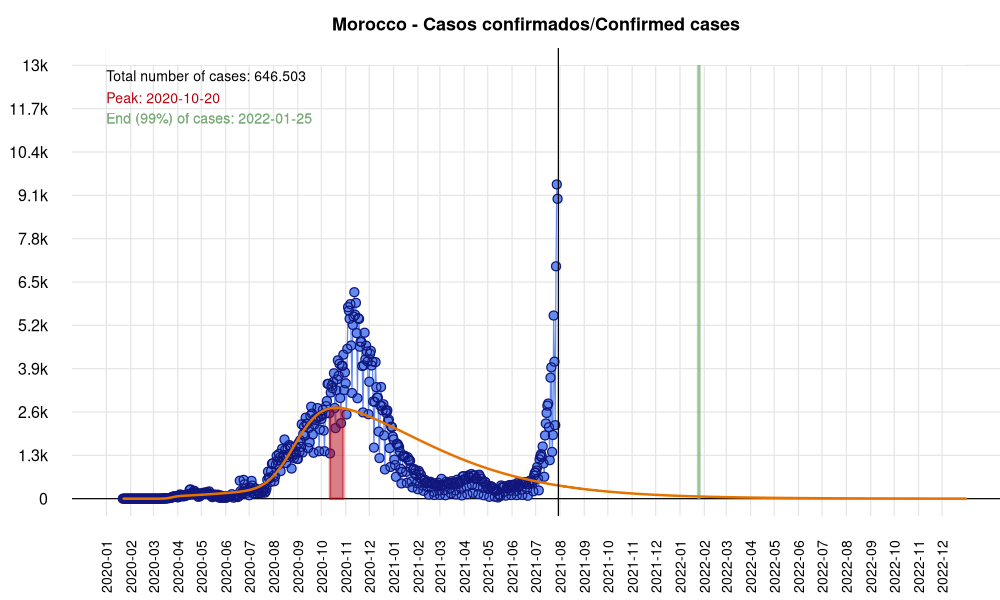 Morocco - Casos confirmados/Confirmed cases
Total number of cases: 646.503
Peak: 2020-10-20
End (99%) of cases: 2022-01-25
13k
11.7k
10.4k
9.1k
7.8k
6.5k
5.2k
3.9k
2.6k
1.3k
0
2020-01
2020-02
2020-03
2020-04
2020-05
2020-06
2020-07
2020-08
2020-09
2020-10
2020-11
2020-12
2021-01
2021-02
2021-03
2021-04
2021-05
2021-06
2021-07
2021-08
2021-09
2021-10
2021-11
2021-12
2022-01
2022-02
2022-03
2022-04
2022-05
2022-06
2022-07
2022-08
2022-09
2022-10
2022-11
2022-12